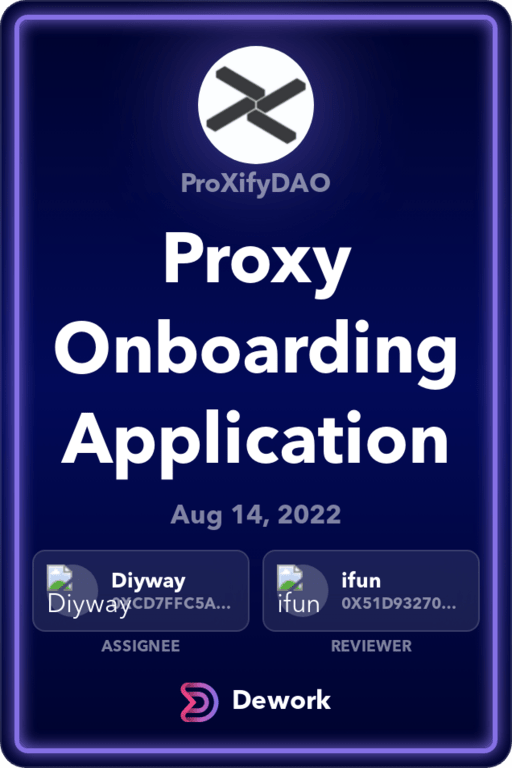 ProXifyDAO
Proxy
Onboarding
Application
Aug 14, 2022
Diyway
Diyway
0XCD7FFC5A...
ASSIGNEE
ifun
ifun
0X51D93270...
REVIEWER
Dework